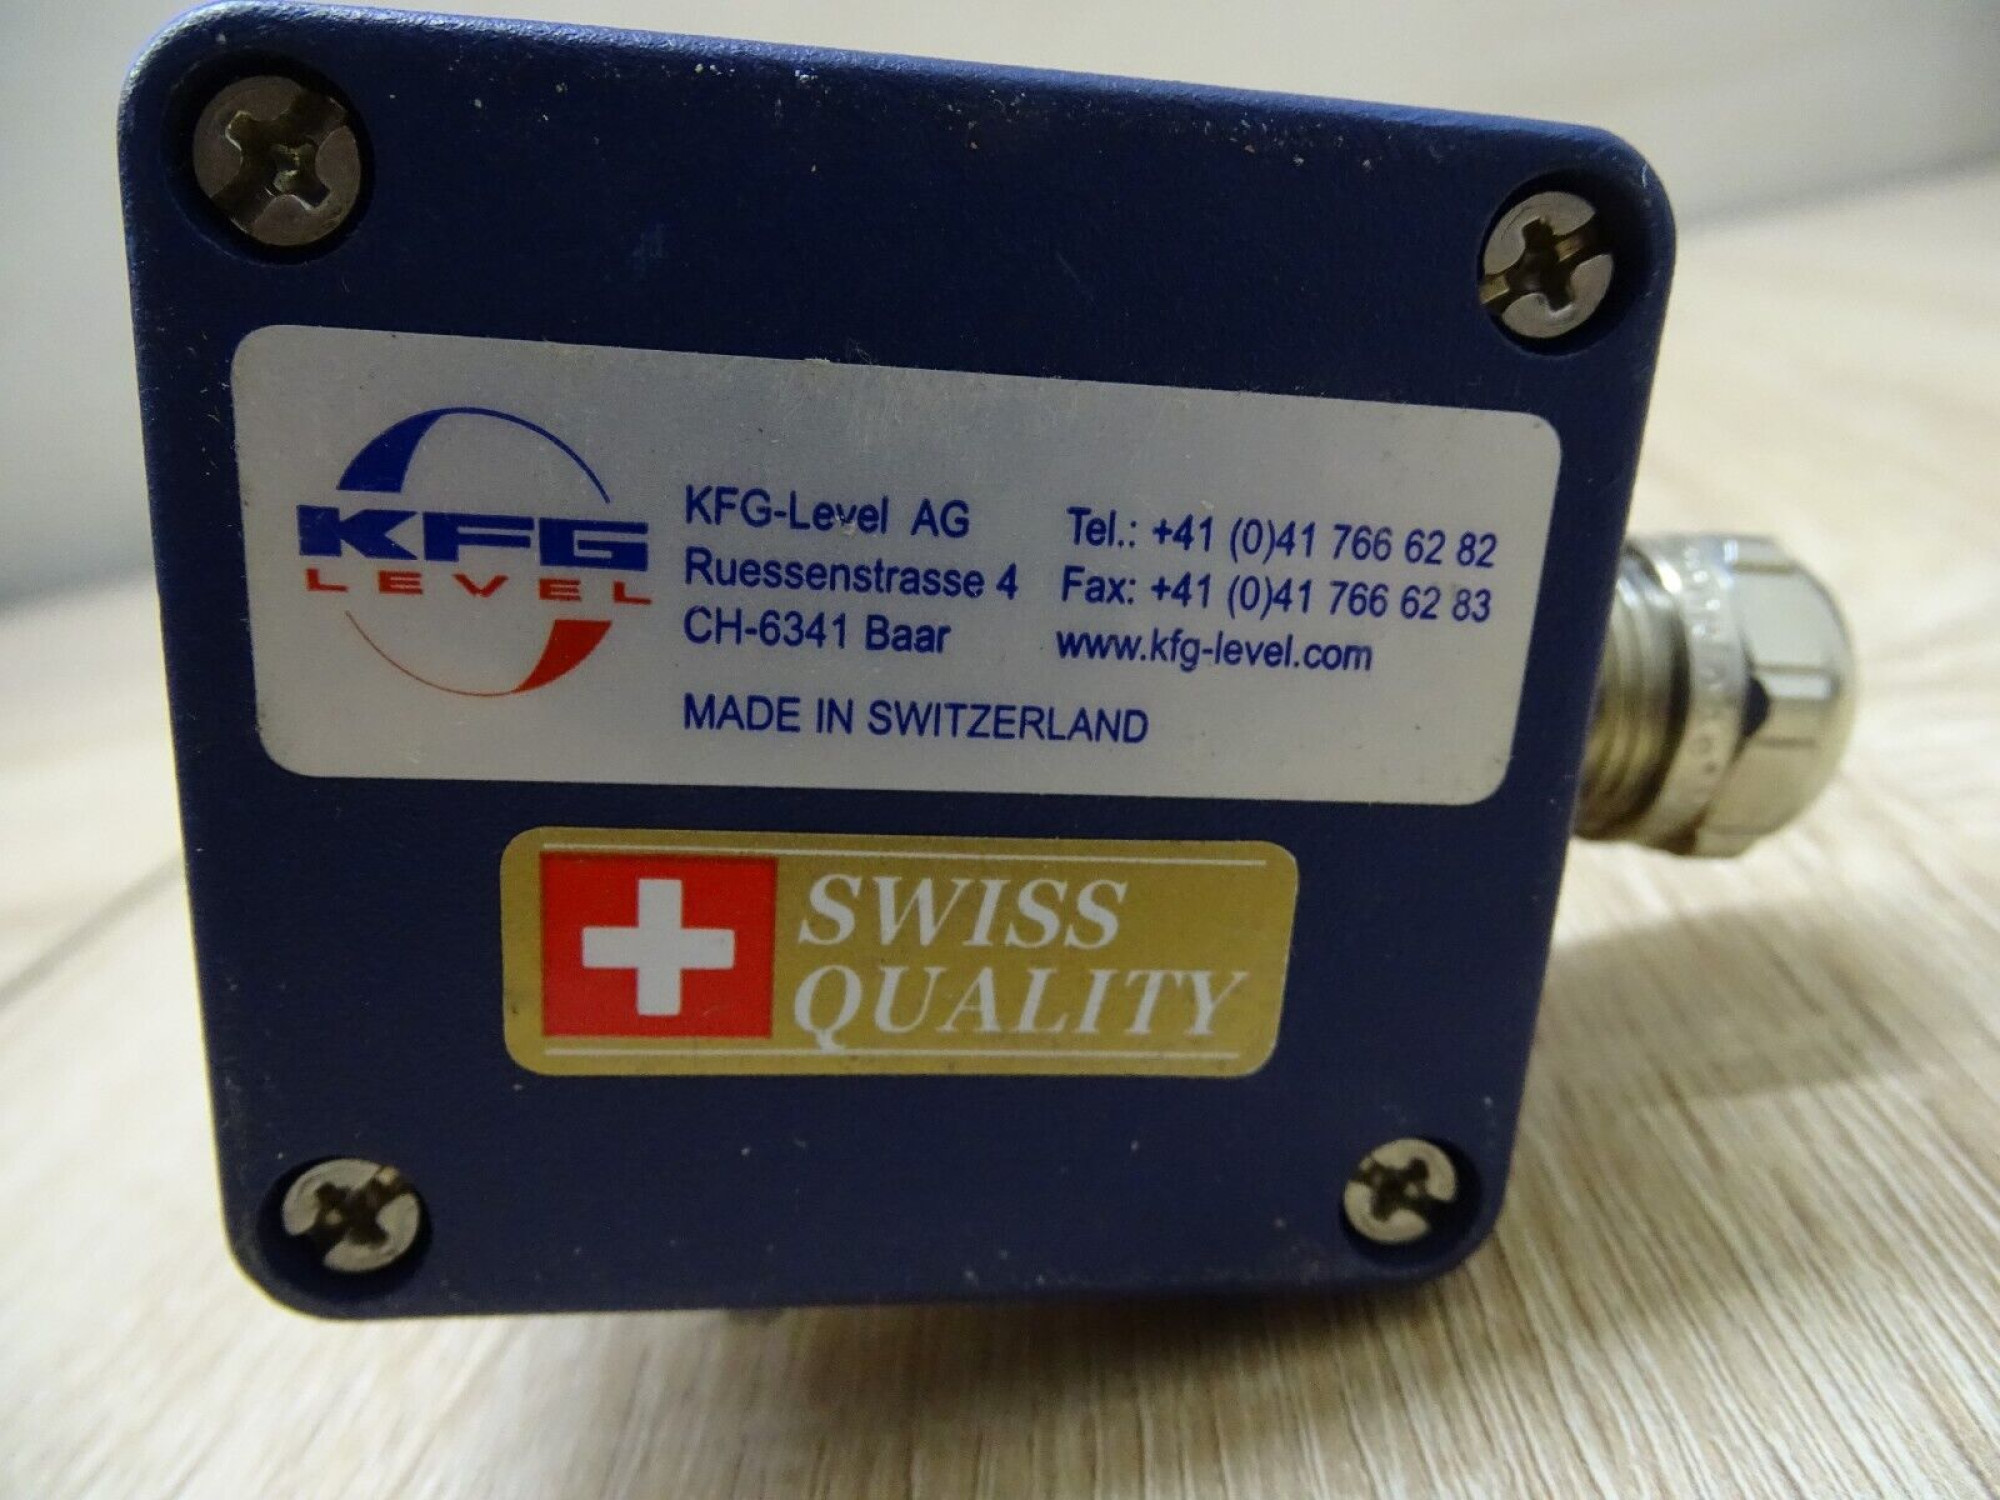 KFG
LEVEL
KFG-Level AG
Ruessenstrasse 4
CH-6341 Baar
MADE IN SWITZERLAND
Tel.: +41 (0)41 766 62 82
Fax: +41 (0)41 766 62 83
www.kfg-level.com
SWISS
QUALITY